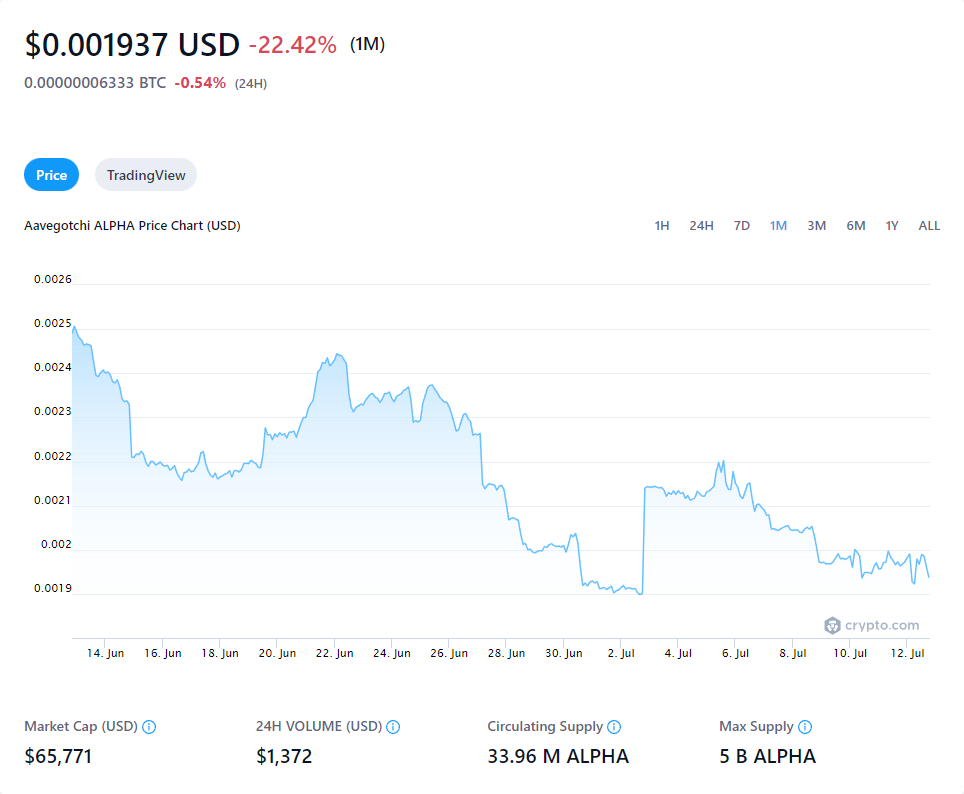 $0.001937 USD -22.42% (1M)
0.00000006333 BTC -0.54% (24H)
Price TradingView
Aavegotchi ALPHA Price Chart (USD) 1H 24H 7D 1M 3M 6M 1Y ALL
0.0026
0.0025
0.0024
0.0023
0.0022
0.0021
0.002
0.0019
crypto.com
14. Jun 16. Jun 18. Jun 20. Jun 22. Jun 24. Jun 26. Jun 28. Jun 30. Jun 2. Jul 4. Jul 6. Jul 8. Jul 10. Jul 12. Jul
Market Cap (USD) 24H VOLUME (USD) Circulating Supply Max Supply
$65,771 $1,372 33.96 M ALPHA 5 B ALPHA